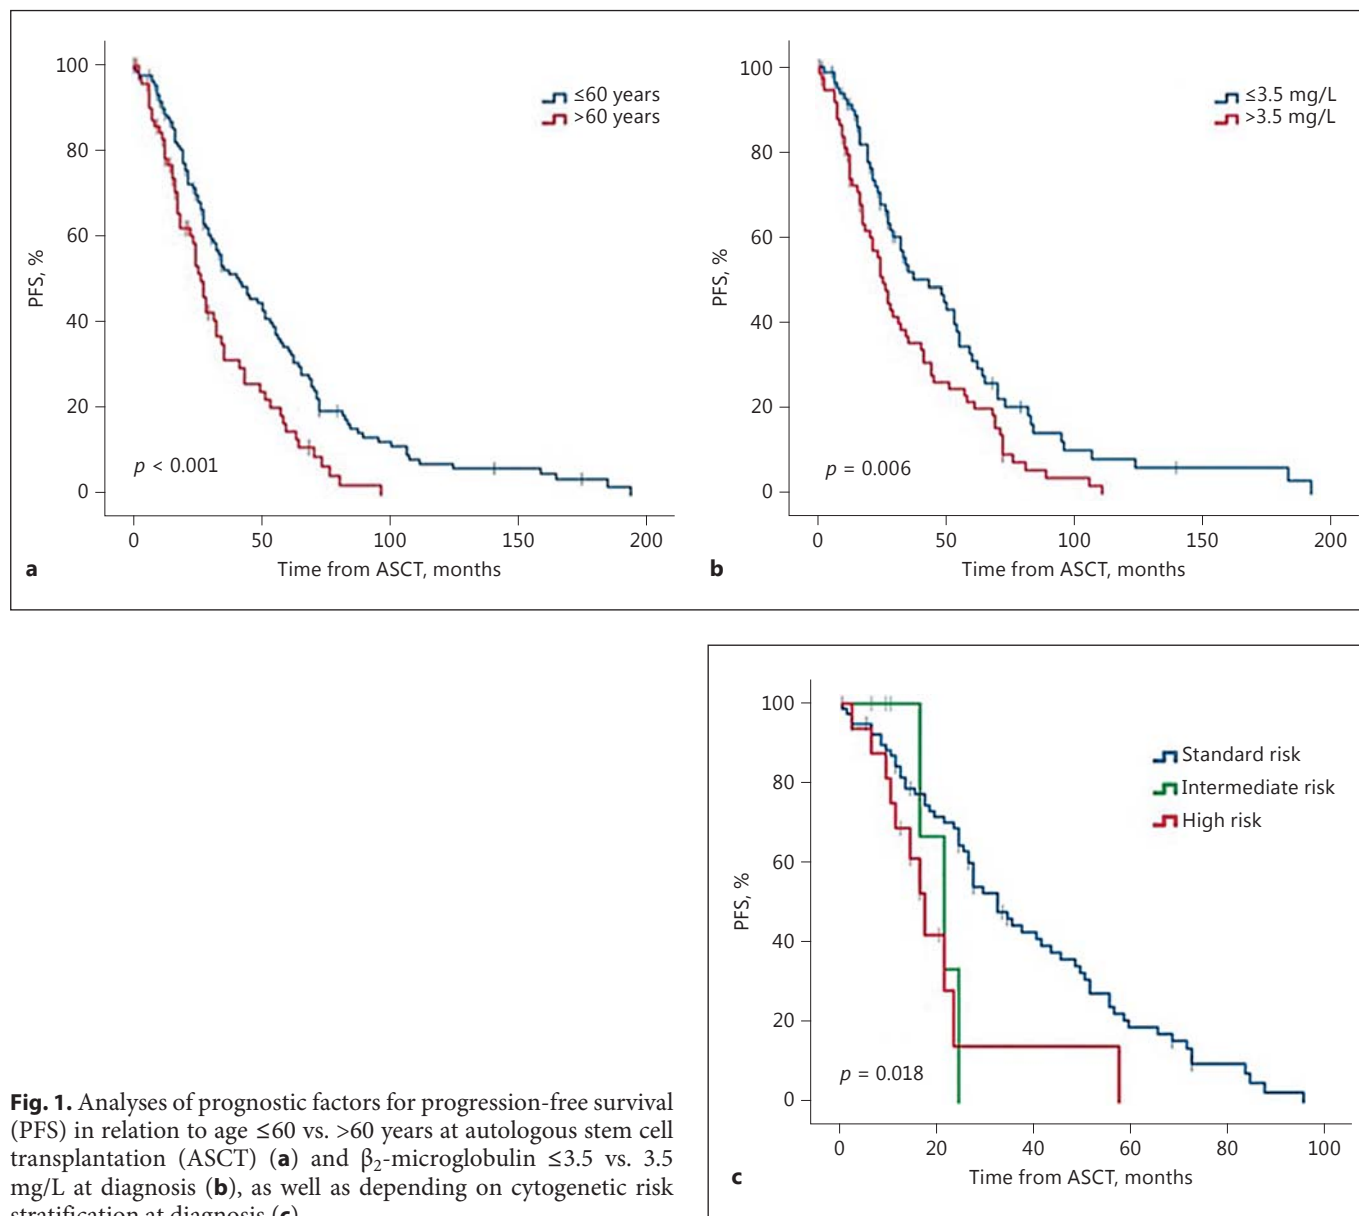 100
80
60
40
20
0
PFS, %
≤60 years
>60 years
p < 0.001
0 50 100 150 200
Time from ASCT, months
a
100
80
60
40
20
0
PFS, %
≤3.5 mg/L
>3.5 mg/L
p = 0.006
0 50 100 150 200
Time from ASCT, months
b
100
80
60
40
20
0
PFS, %
Standard risk
Intermediate risk
High risk
p = 0.018
0 20 40 60 80 100
Time from ASCT, months
c
Fig. 1. Analyses of prognostic factors for progression-free survival
(PFS) in relation to age ≤60 vs. >60 years at autologous stem cell
transplantation (ASCT) (a) and β₂-microglobulin ≤3.5 vs. 3.5
mg/L at diagnosis (b), as well as depending on cytogenetic risk
stratification at diagnosis (c)